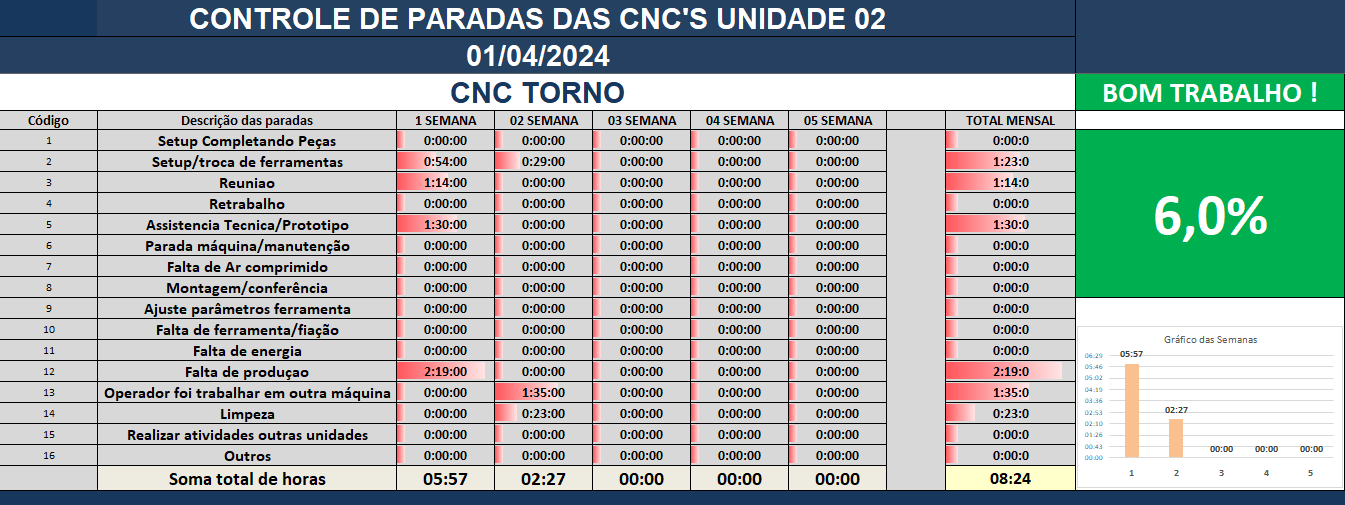 CONTROLE DE PARADAS DAS CNC'S UNIDADE 02
01/04/2024
CNC TORNO
BOM TRABALHO !
Código Descrição das paradas 1 SEMANA 02 SEMANA 03 SEMANA 04 SEMANA 05 SEMANA TOTAL MENSAL
1 Setup Completando Peças 0:00:00 0:00:00 0:00:00 0:00:00 0:00:00 0:00:0
2 Setup/troca de ferramentas 0:54:00 0:29:00 0:00:00 0:00:00 0:00:00 1:23:0
3 Reuniao 1:14:00 0:00:00 0:00:00 0:00:00 0:00:00 1:14:0
4 Retrabalho 0:00:00 0:00:00 0:00:00 0:00:00 0:00:00 0:00:0
5 Assistencia Tecnica/Prototipo 1:30:00 0:00:00 0:00:00 0:00:00 0:00:00 1:30:0
6 Parada máquina/manutenção 0:00:00 0:00:00 0:00:00 0:00:00 0:00:00 0:00:0
7 Falta de Ar comprimido 0:00:00 0:00:00 0:00:00 0:00:00 0:00:00 0:00:0
8 Montagem/conferência 0:00:00 0:00:00 0:00:00 0:00:00 0:00:00 0:00:0
9 Ajuste parâmetros ferramenta 0:00:00 0:00:00 0:00:00 0:00:00 0:00:00 0:00:0
10 Falta de ferramenta/fiação 0:00:00 0:00:00 0:00:00 0:00:00 0:00:00 0:00:0
11 Falta de energia 0:00:00 0:00:00 0:00:00 0:00:00 0:00:00 0:00:0
12 Falta de produçao 2:19:00 0:00:00 0:00:00 0:00:00 0:00:00 2:19:0
13 Operador foi trabalhar em outra máquina 0:00:00 1:35:00 0:00:00 0:00:00 0:00:00 1:35:0
14 Limpeza 0:00:00 0:23:00 0:00:00 0:00:00 0:00:00 0:23:0
15 Realizar atividades outras unidades 0:00:00 0:00:00 0:00:00 0:00:00 0:00:00 0:00:0
16 Outros 0:00:00 0:00:00 0:00:00 0:00:00 0:00:00 0:00:0
Soma total de horas 05:57 02:27 00:00 00:00 00:00 08:24
6,0%
Gráfico das Semanas
06:29
05:46
05:02
04:19
03:36
02:53
02:10
01:26
00:43
00:00
05:57 02:27 00:00 00:00 00:00
1 2 3 4 5